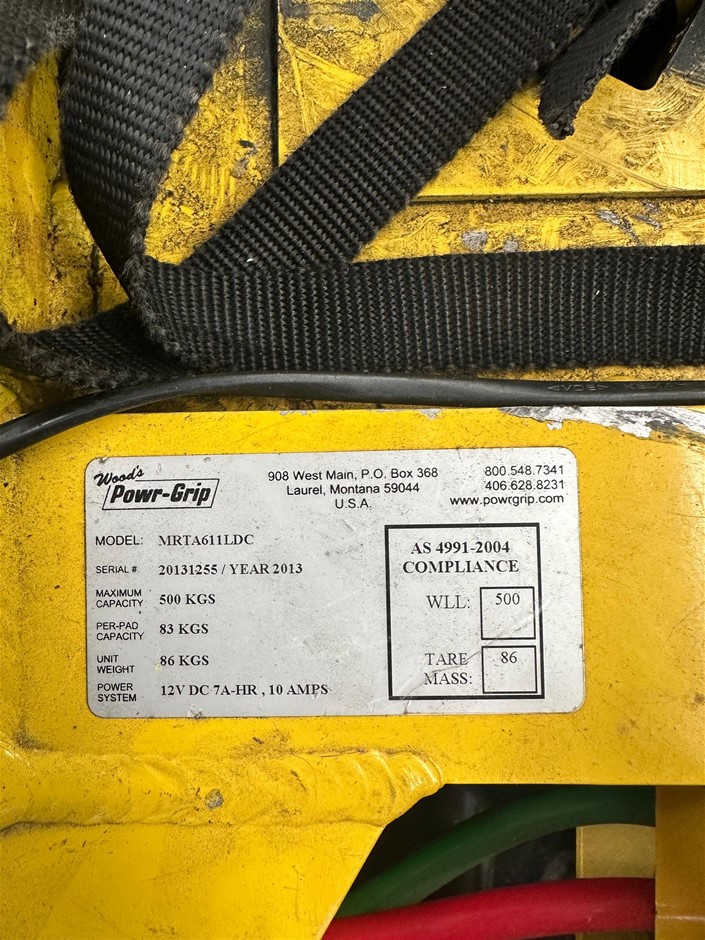 Wood's
Powr-Grip
908 West Main, P.O. Box 368
Laurel, Montana 59044
U.S.A.
800.548.7341
406.628.8231
www.powrgrip.com
MODEL: MRTA611LDC
SERIAL #: 20131255 / YEAR 2013
MAXIMUM CAPACITY 500 KGS
PER-PAD CAPACITY 83 KGS
UNIT WEIGHT 86 KGS
POWER SYSTEM 12V DC 7A-HR , 10 AMPS
AS 4991-2004
COMPLIANCE
WLL: 500
TARE MASS: 86